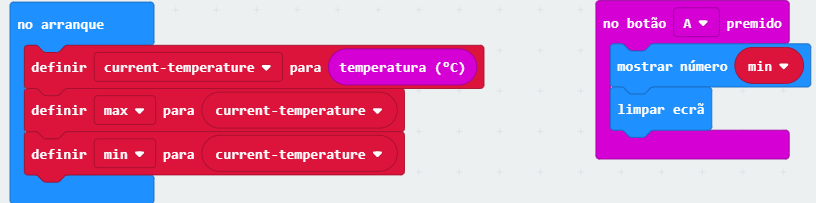 no arranque
definir current-temperature para temperatura (ºC)
definir max para current-temperature
definir min para current-temperature
no botão A premido
mostrar número min
limpar ecrã